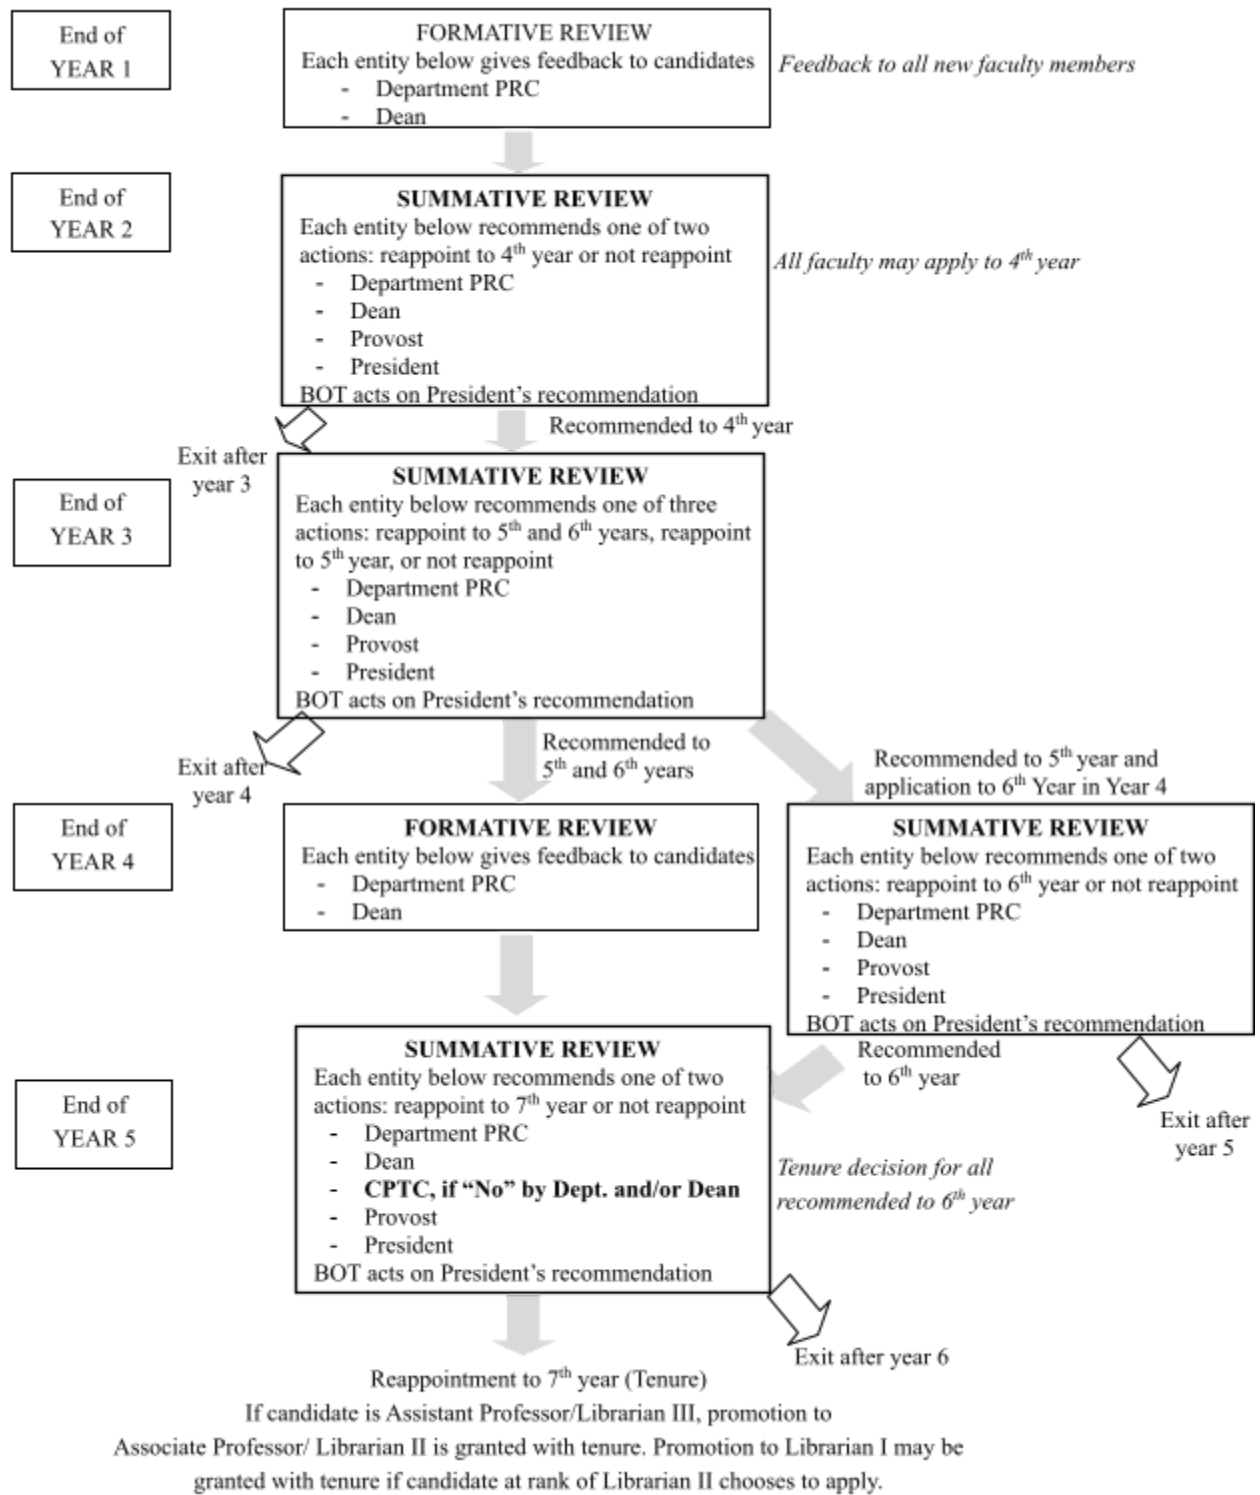 End of
YEAR 1
FORMATIVE REVIEW
Each entity below gives feedback to candidates
- Department PRC
- Dean
Feedback to all new faculty members
End of
YEAR 2
SUMMATIVE REVIEW
Each entity below recommends one of two
actions: reappoint to 4th year or not reappoint
- Department PRC
- Dean
- Provost
- President
BOT acts on President's recommendation
All faculty may apply to 4th year
Exit after
year 3
Recommended to 4th year
End of
YEAR 3
SUMMATIVE REVIEW
Each entity below recommends one of three
actions: reappoint to 5th and 6th years, reappoint
to 5th year, or not reappoint
- Department PRC
- Dean
- Provost
- President
BOT acts on President's recommendation
Exit after
year 4
Recommended to
5th and 6th years
Recommended to 5th year and
application to 6th Year in Year 4
End of
YEAR 4
FORMATIVE REVIEW
Each entity below gives feedback to candidates
- Department PRC
- Dean
SUMMATIVE REVIEW
Each entity below recommends one of two
actions: reappoint to 6th year or not reappoint
- Department PRC
- Dean
- Provost
- President
BOT acts on President's recommendation
Recommended
to 6th year
Exit after
year 5
End of
YEAR 5
SUMMATIVE REVIEW
Each entity below recommends one of two
actions: reappoint to 7th year or not reappoint
- Department PRC
- Dean
- CPTC, if “No” by Dept. and/or Dean
- Provost
- President
BOT acts on President's recommendation
Tenure decision for all
recommended to 6th year
Exit after year 6
Reappointment to 7th year (Tenure)
If candidate is Assistant Professor/Librarian III, promotion to
Associate Professor/ Librarian II is granted with tenure. Promotion to Librarian I may be
granted with tenure if candidate at rank of Librarian II chooses to apply.